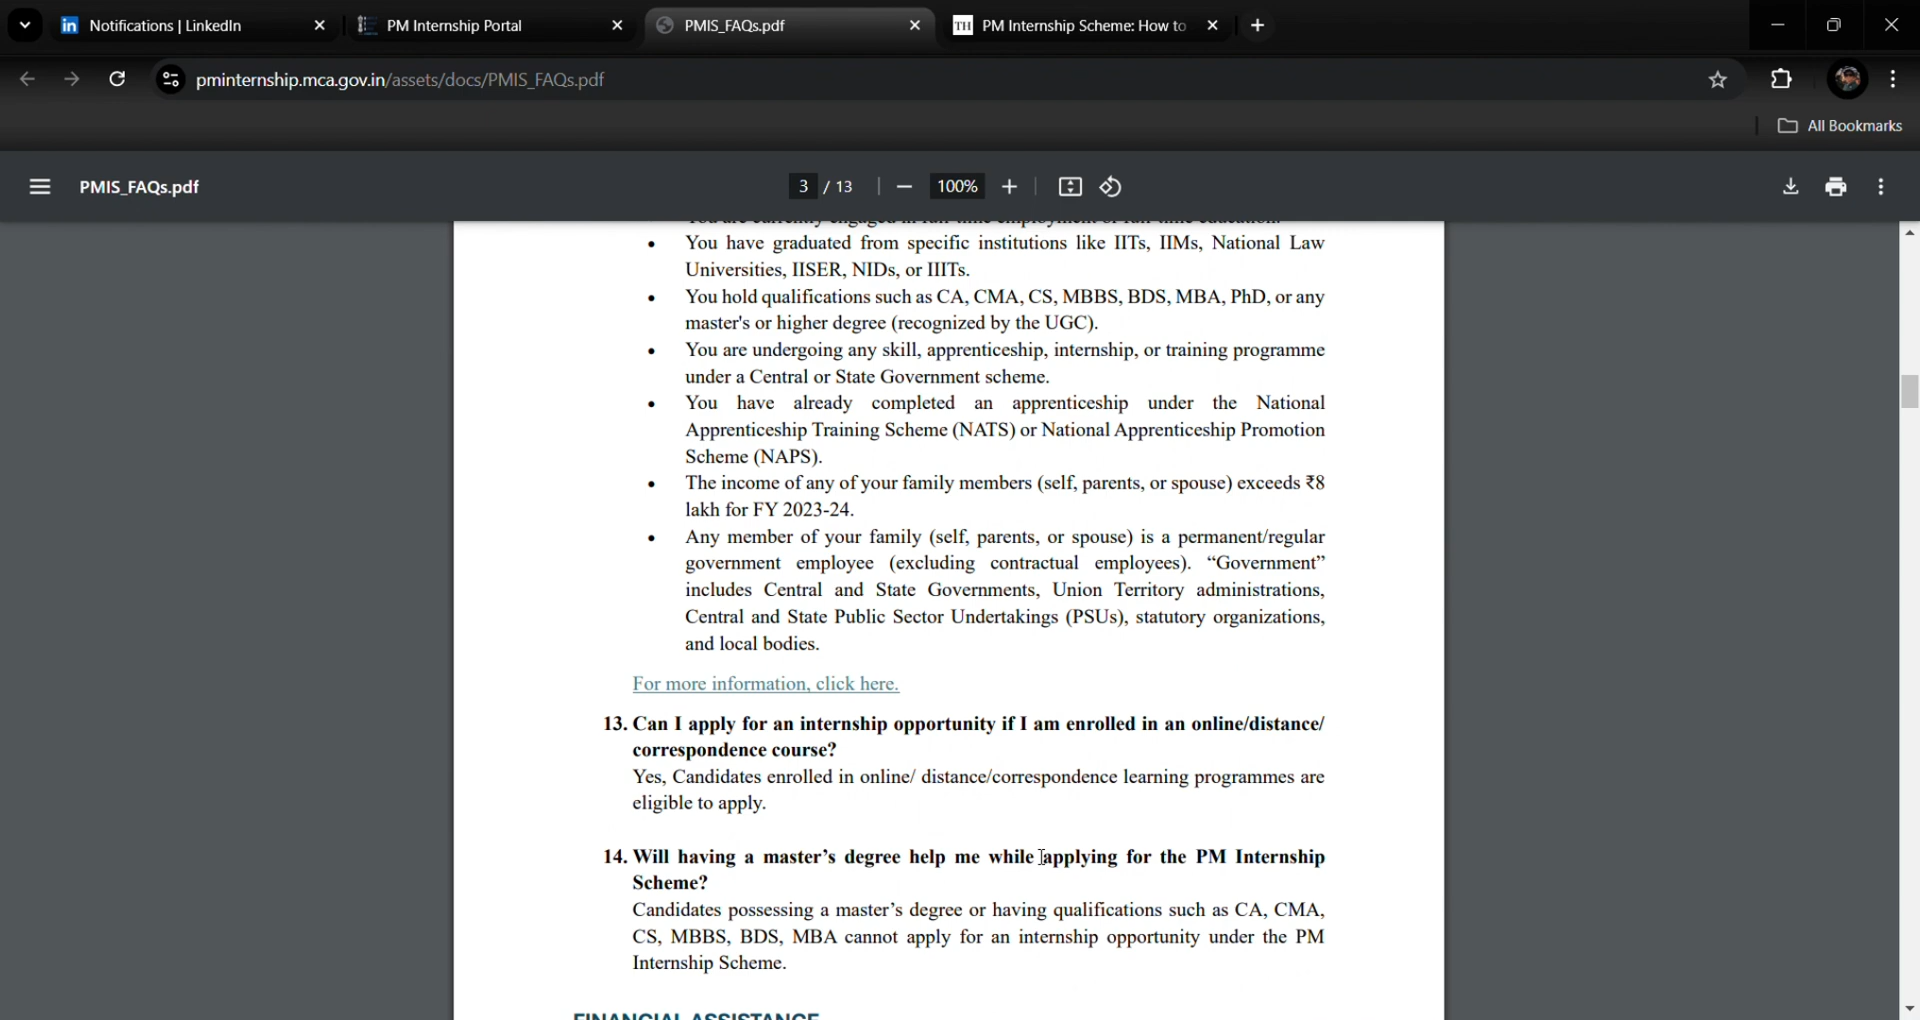 Notifications | LinkedIn
PM Internship Portal
PMIS_FAQs.pdf
TH PM Internship Scheme: How to
pminternship.mca.gov.in/assets/docs/PMIS_FAQs.pdf
All Bookmarks
PMIS_FAQs.pdf
3 / 13
100%
• You have graduated from specific institutions like IITs, IIMs, National Law
Universities, IISER, NIDs, or IIITs.
• You hold qualifications such as CA, CMA, CS, MBBS, BDS, MBA, PhD, or any
master's or higher degree (recognized by the UGC).
• You are undergoing any skill, apprenticeship, internship, or training programme
under a Central or State Government scheme.
• You have already completed an apprenticeship under the National
Apprenticeship Training Scheme (NATS) or National Apprenticeship Promotion
Scheme (NAPS).
• The income of any of your family members (self, parents, or spouse) exceeds ₹8
lakh for FY 2023-24.
• Any member of your family (self, parents, or spouse) is a permanent/regular
government employee (excluding contractual employees). “Government”
includes Central and State Governments, Union Territory administrations,
Central and State Public Sector Undertakings (PSUs), statutory organizations,
and local bodies.
For more information, click here.
13. Can I apply for an internship opportunity if I am enrolled in an online/distance/
correspondence course?
Yes, Candidates enrolled in online/ distance/correspondence learning programmes are
eligible to apply.
14. Will having a master’s degree help me while applying for the PM Internship
Scheme?
Candidates possessing a master’s degree or having qualifications such as CA, CMA,
CS, MBBS, BDS, MBA cannot apply for an internship opportunity under the PM
Internship Scheme.
FINANCIAL ASSISTANCE